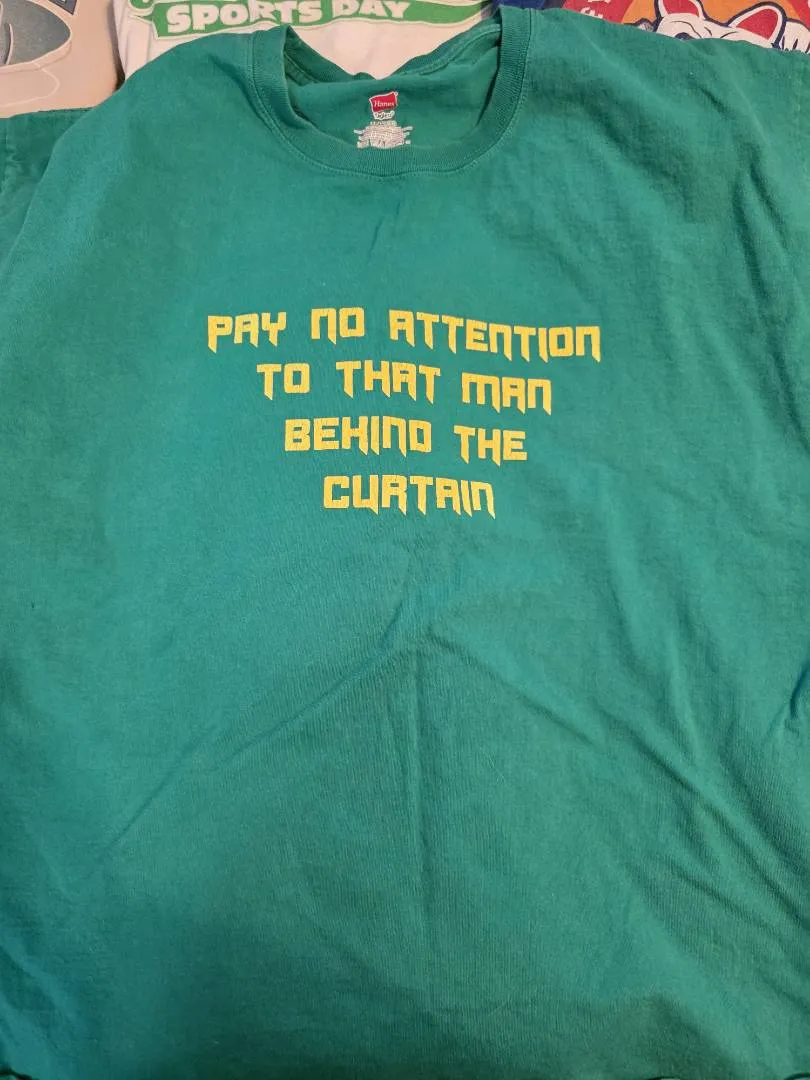 SPORTS DAY
Hanes
PAY NO ATTENTION
TO THAT MAN
BEHIND THE
CURTAIN